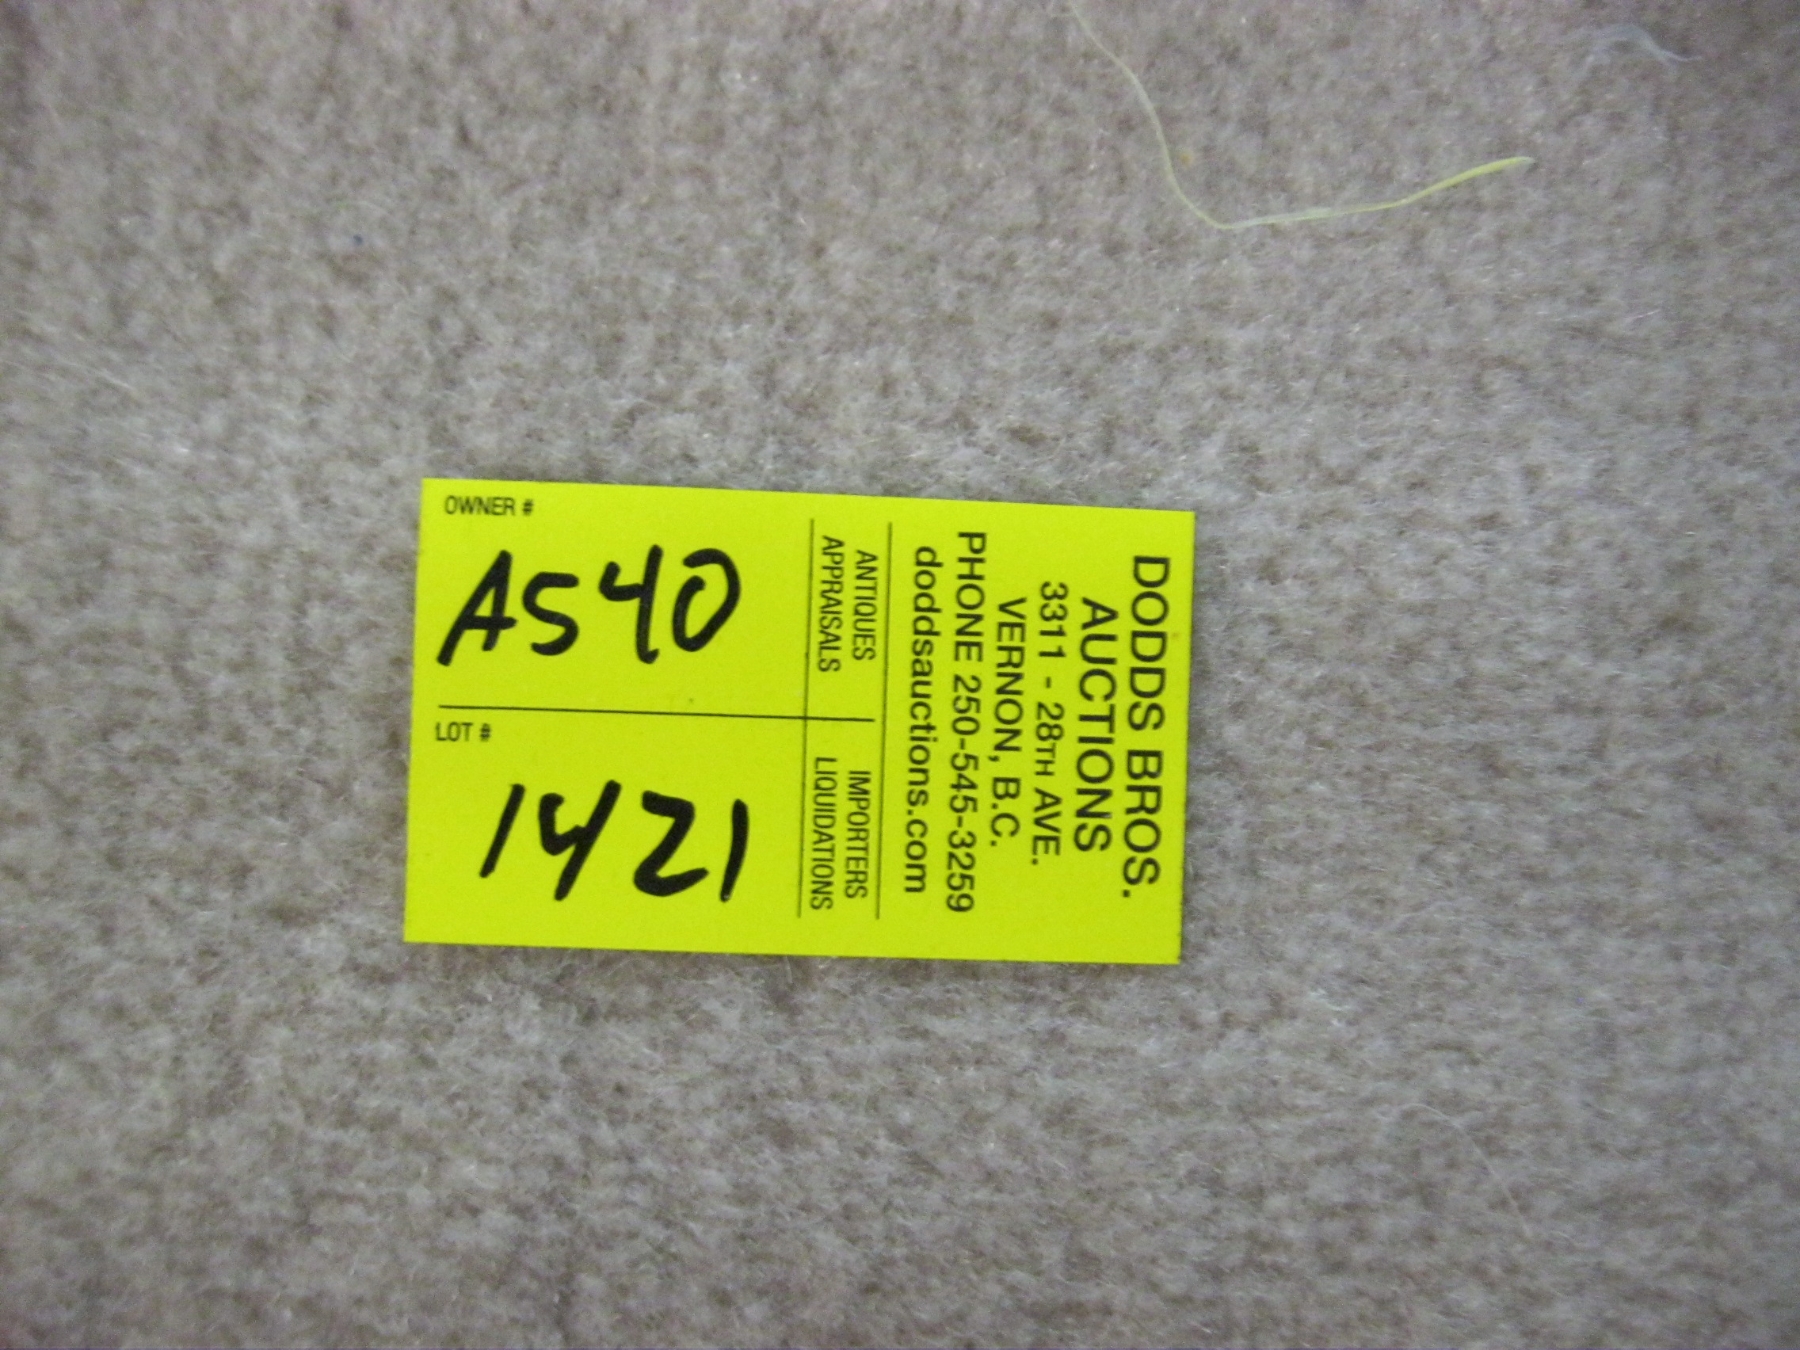 DODDS BROS.
AUCTIONS
3311 - 28TH AVE.
VERNON, B.C.
PHONE 250-545-3259
doddsauctions.com
ANTIQUES IMPORTERS
APPRAISALS LIQUIDATIONS
OWNER #
A540
LOT #
1421